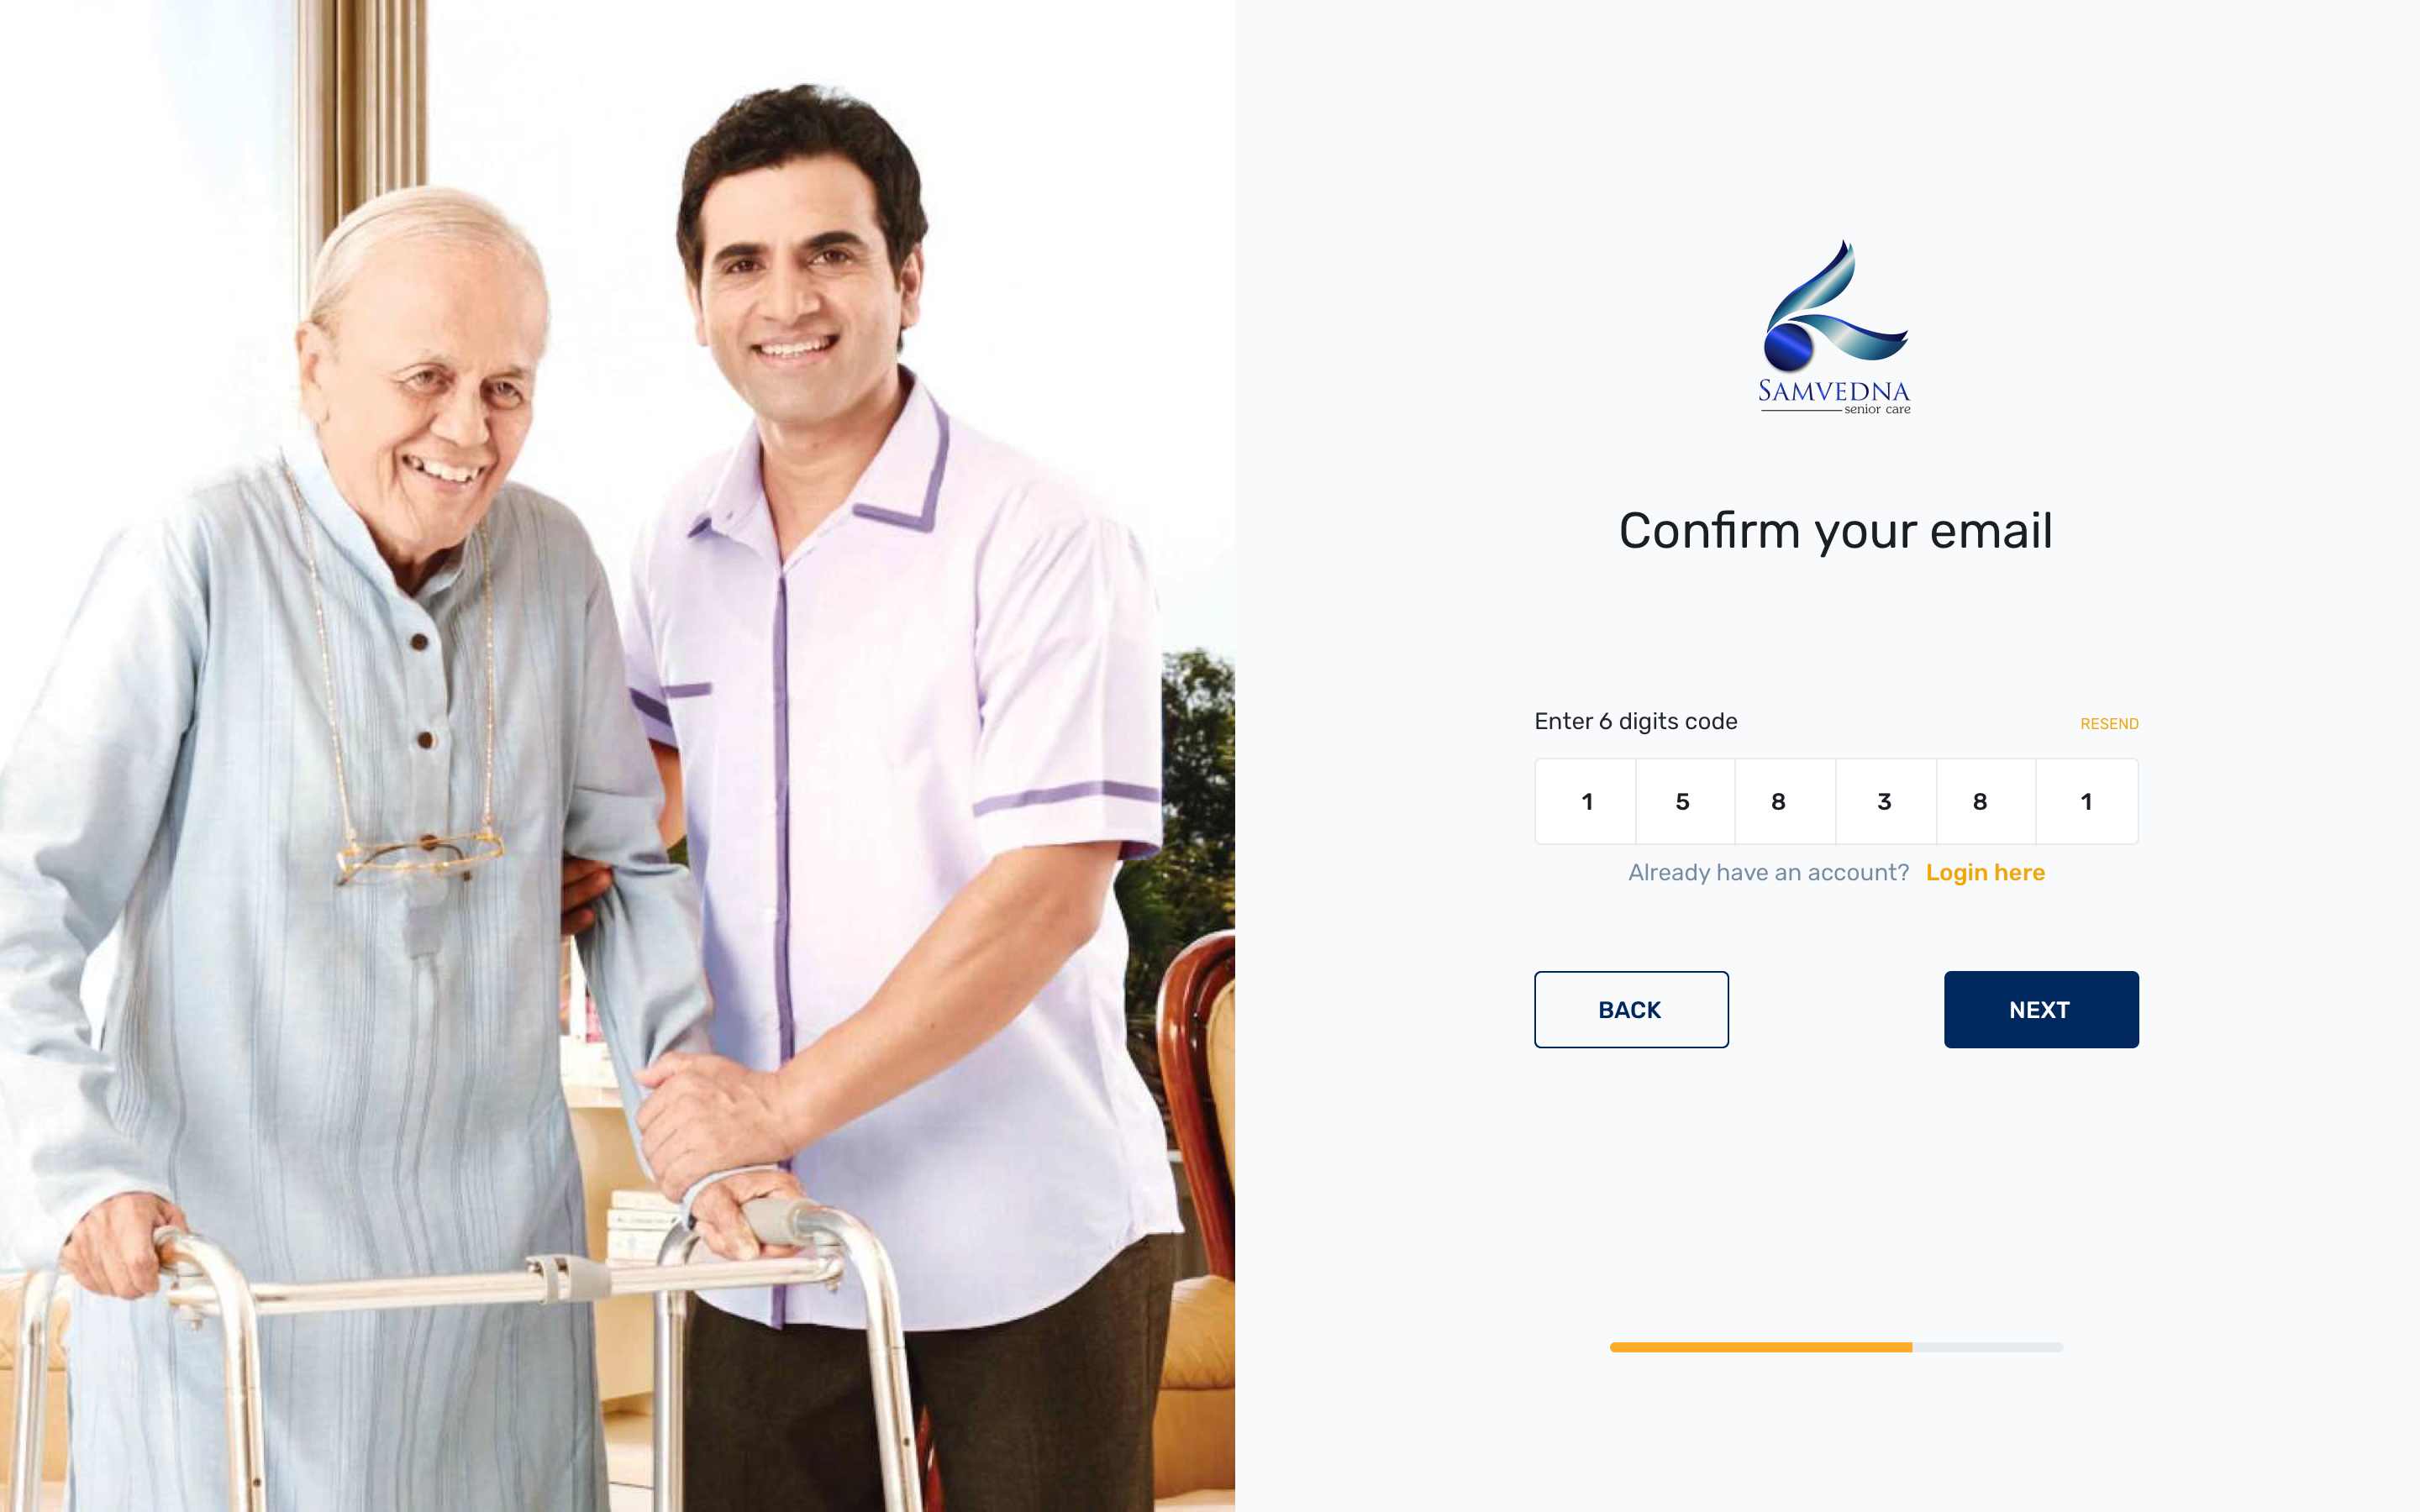 SAMVEDNA
senior care
Confirm your email
Enter 6 digits code
RESEND
1 5 8 3 8 1
Already have an account? Login here
BACK
NEXT